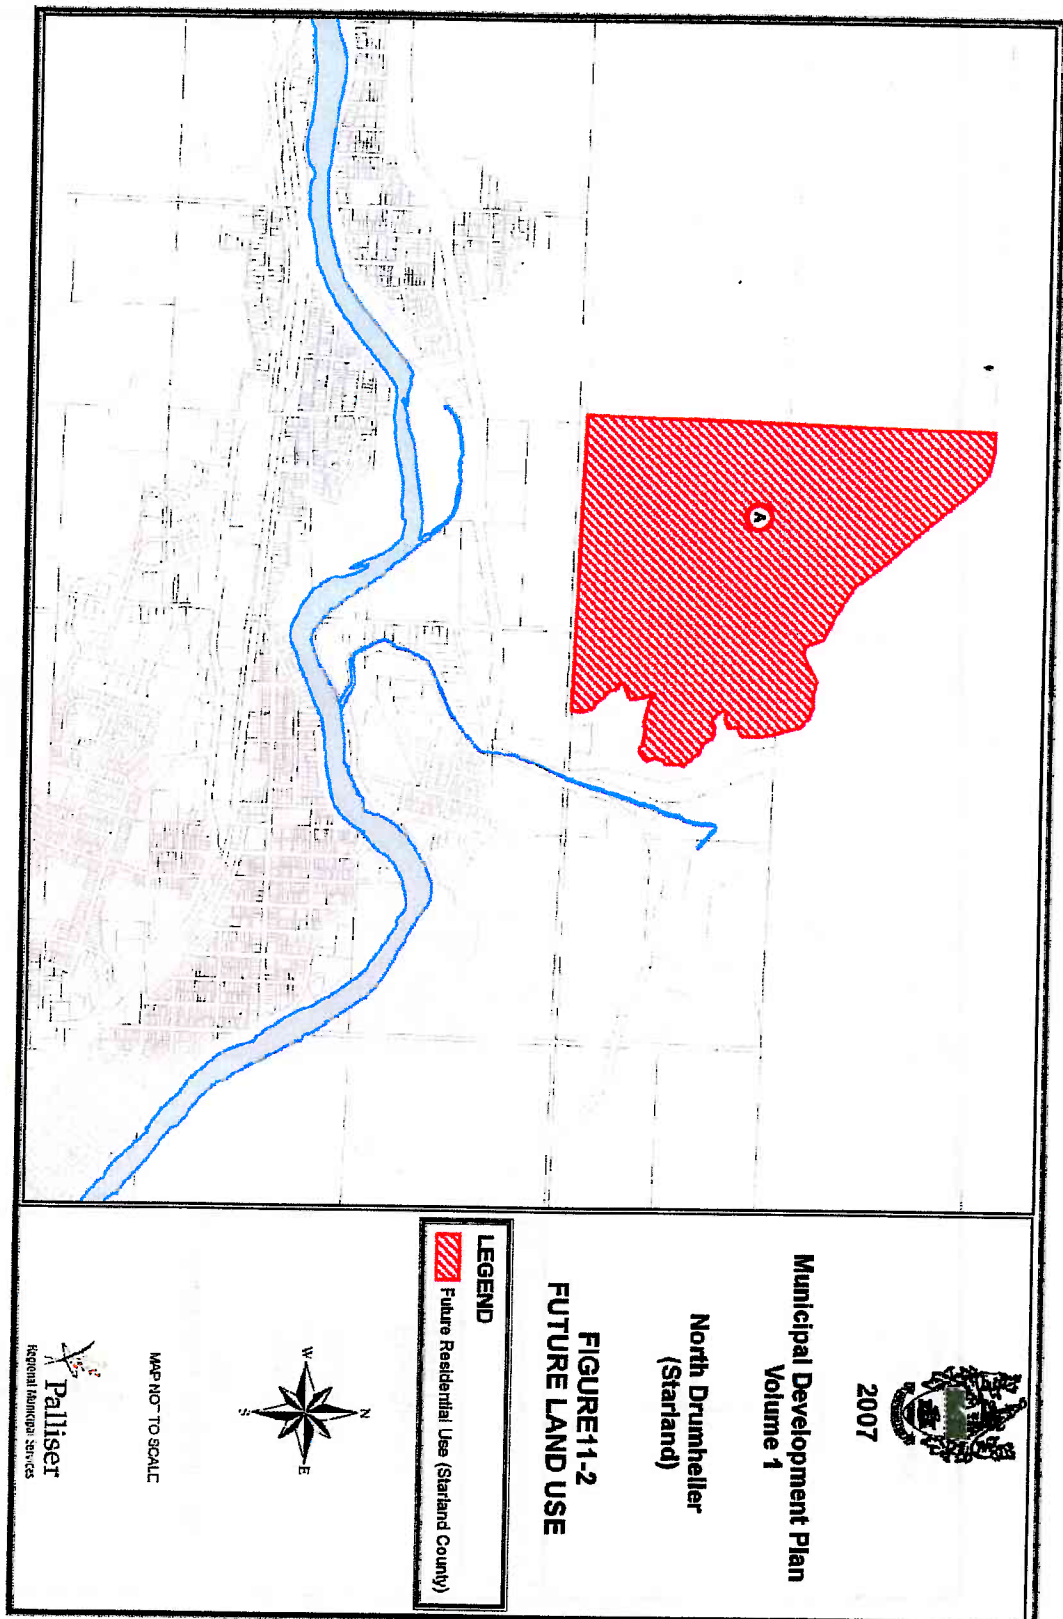 A
2007
Municipal Development Plan
Volume 1
North Drumheller
(Starland)
FIGURE11-2
FUTURE LAND USE
LEGEND
Future Residential Use (Starland County)
N
W
E
S
MAP NOT TO SCALE
Palliser
Regional Municipal Services